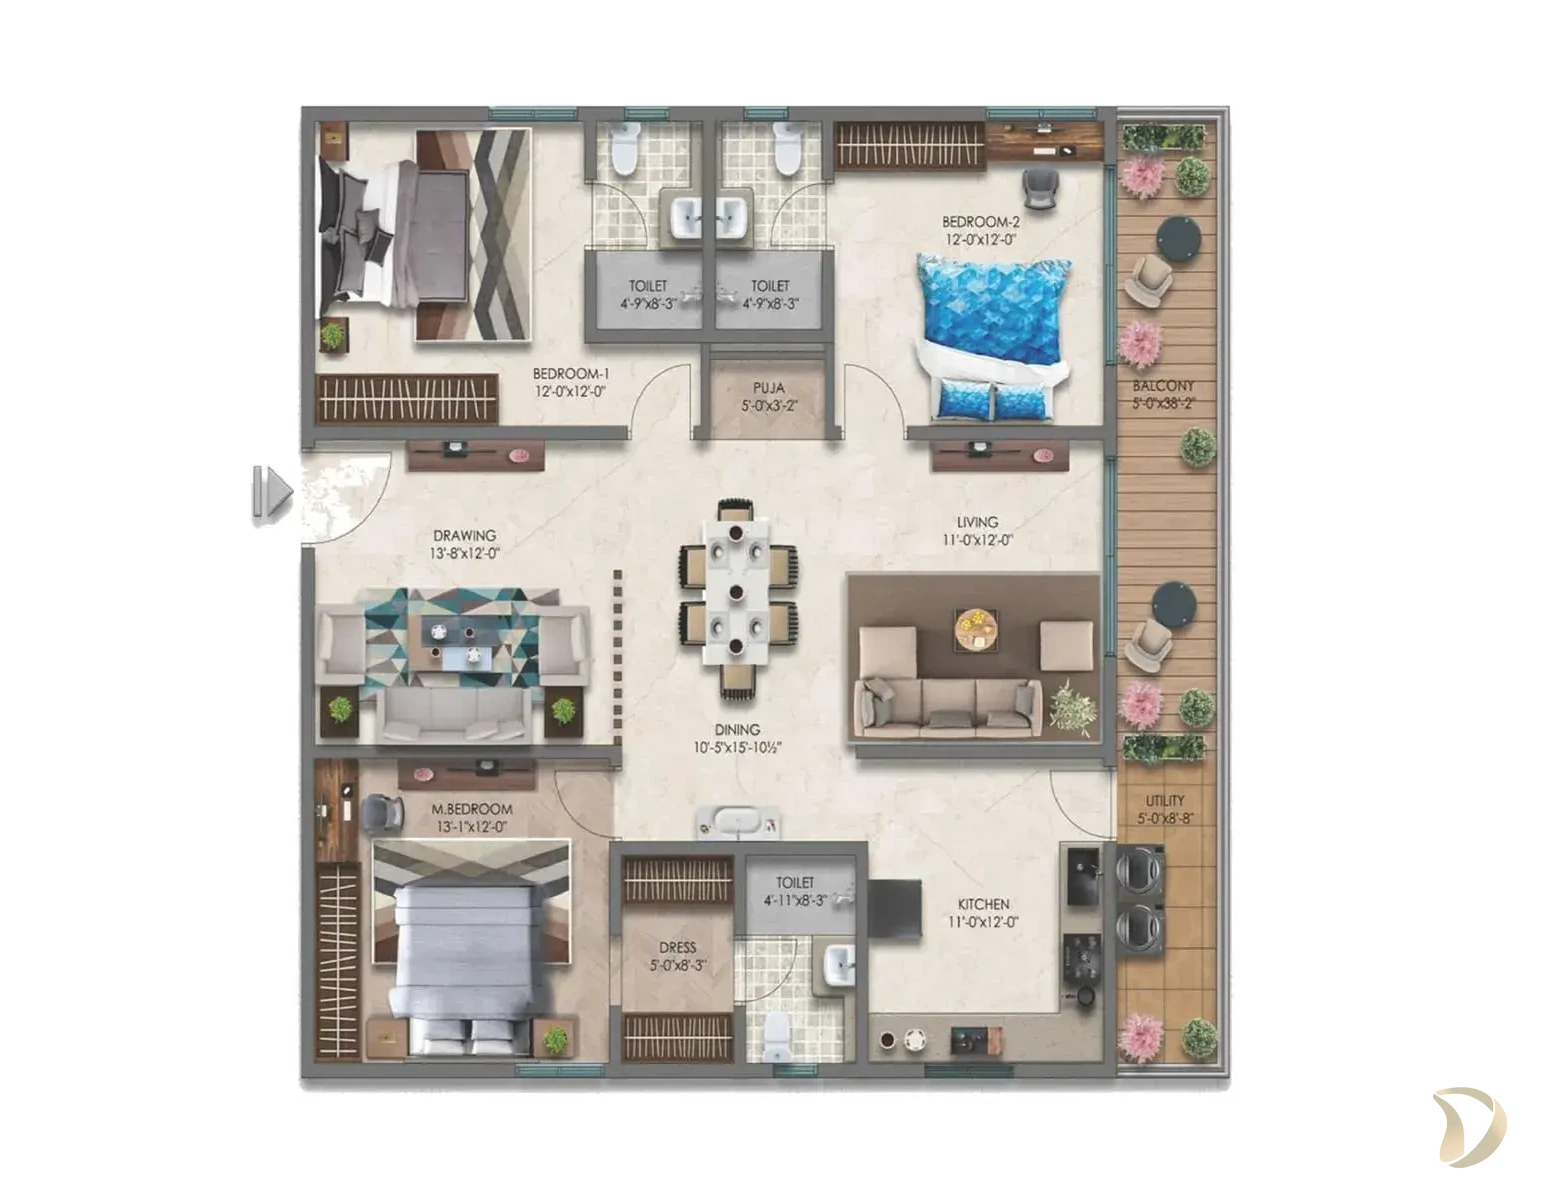 BEDROOM-2
12'-0"x12'-0"
TOILET
4'-9"x8'-3"
TOILET
4'-9"x8'-3"
BEDROOM-1
12'-0"x12'-0"
PUJA
5'-0"x3'-2"
BALCONY
5'-0"x38'-2"
DRAWING
13'-8"x12'-0"
LIVING
11'-0"x12'-0"
DINING
10'-5"x15'-10½"
M.BEDROOM
13'-1"x12'-0"
UTILITY
5'-0"x8'-8"
TOILET
4'-11"x8'-3"
KITCHEN
11'-0"x12'-0"
DRESS
5'-0"x8'-3"